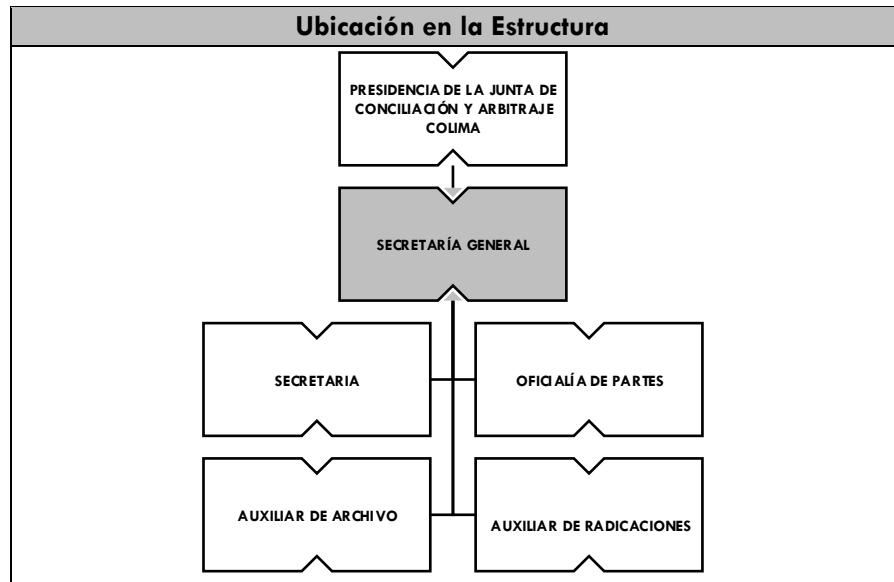 Ubicación en la Estructura
PRESIDENCIA DE LA JUNTA DE
CONCILIACIÓN Y ARBITRAJE
COLIMA
SECRETARÍA GENERAL
SECRETARIA
OFICIALÍA DE PARTES
AUXILIAR DE ARCHIVO
AUXILIAR DE RADICACIONES